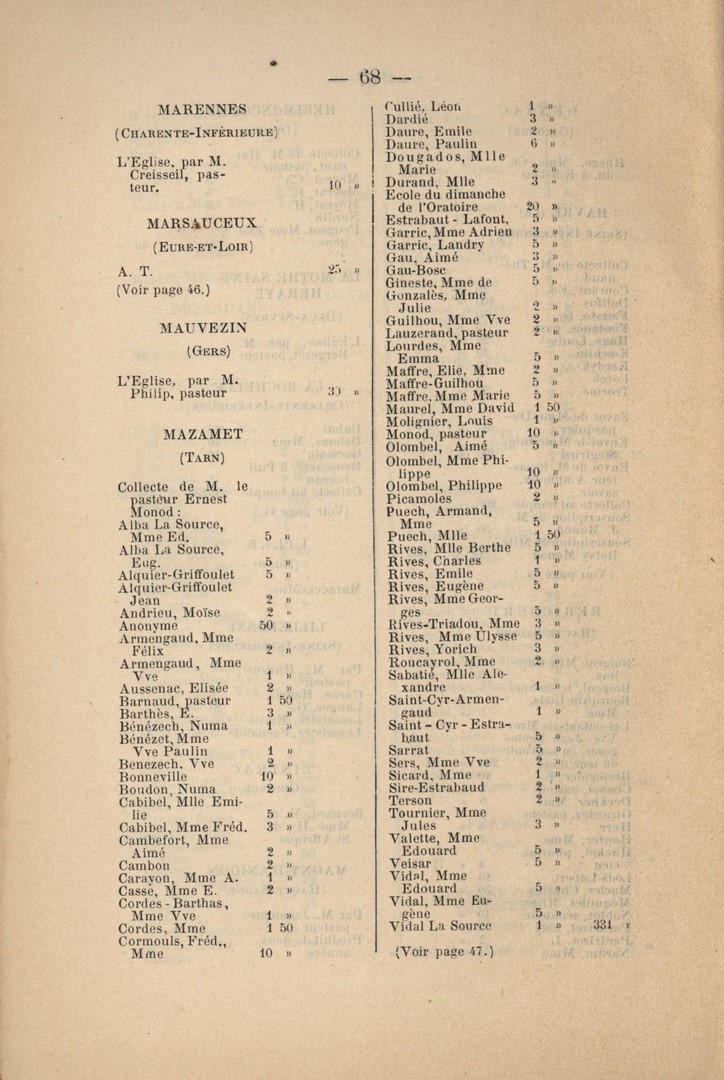 — 68 —
MARENNES
(CHARENTE-INFÉRIEURE)
L'Eglise, par M.
Creisseil, pas-
teur. 10 »
MARSAUCEUX
(EURE-ET-LOIR)
A. T. 25 »
(Voir page 46.)
MAUVEZIN
(GERS)
L'Eglise, par M.
Philip, pasteur 30 »
MAZAMET
(TARN)
Collecte de M. le
pasteur Ernest
Monod :
Alba La Source,
Mme Ed. 5 »
Alba La Source,
Eug. 5 »
Alquier-Griffoulet 5 »
Alquier-Griffoulet
Jean 2 »
Andrieu, Moïse 2 »
Anonyme 50 »
Armengaud, Mme
Félix 2 »
Armengaud, Mme
Vve 1 »
Aussenac, Elisée 2 »
Barnaud, pasteur 1 50
Barthès, E. 3 »
Bénézech, Numa 1 »
Bénézet, Mme
Vve Paulin 1 »
Benezech, Vve 2 »
Bonneville 10 »
Boudon, Numa 2 »
Cabibel, Mlle Emi-
lie 5 »
Cabibel, Mme Fréd. 3 »
Cambefort, Mme
Aimé 2 »
Cambon 2 »
Carayon, Mme A. 1 »
Casse, Mme E. 2 »
Cordes-Barthas,
Mme Vve 1 »
Cordes, Mme 1 50
Cormouls, Fréd.,
Mme 10 »
Cullié, Léon 1 »
Dardié 3 »
Daure, Emile 2 »
Daure, Paulin 6 »
Dougados, Mlle
Marie 2 »
Durand, Mlle 3 »
Ecole du dimanche
de l'Oratoire 20 »
Estrabaut - Lafont, 5 »
Garric, Mme Adrien 3 »
Garric, Landry 5 »
Gau, Aimé 3 »
Gau-Bosc 5 »
Gineste, Mme de 5 »
Gonzalès, Mme
Julie 2 »
Guilhou, Mme Vve 2 »
Lauzerand, pasteur 2 »
Lourdes, Mme
Emma 5 »
Maffre, Elie, Mme 2 »
Maffre-Guilhou 5 »
Maffre, Mme Marie 5 »
Maurel, Mme David 1 50
Molignier, Louis 1 »
Monod, pasteur 10 »
Olombel, Aimé 5 »
Olombel, Mme Phi-
lippe 10 »
Olombel, Philippe 10 »
Picamoles 2 »
Puech, Armand,
Mme 5 »
Puech, Mlle 1 50
Rives, Mlle Berthe 5 »
Rives, Charles 1 »
Rives, Emile 5 »
Rives, Eugène 5 »
Rives, Mme Geor-
ges 5 »
Rives-Triadou, Mme 3 »
Rives, Mme Ulysse 5 »
Rives, Yorich 3 »
Roucayrol, Mme 2 »
Sabatié, Mlle Ale-
xandre 1 »
Saint-Cyr-Armen-
gaud 1 »
Saint - Cyr - Estra-
baut 5 »
Sarrat 5 »
Sers, Mme Vve 2 »
Sicard, Mme 1 »
Sire-Estrabaud 2 »
Terson 2 »
Tournier, Mme
Jules 3 »
Valette, Mme
Edouard 5 »
Veisar 5 »
Vidal, Mme
Edouard 5 »
Vidal, Mme Eu-
gène 5 »
Vidal La Source 1 » 331 »
(Voir page 47.)